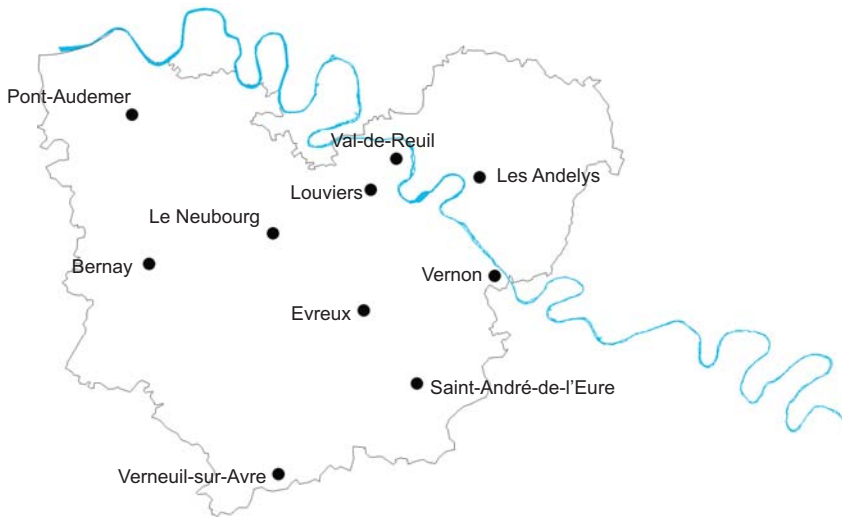 Pont-Audemer
Val-de-Reuil
Les Andelys
Louviers
Le Neubourg
Bernay
Vernon
Evreux
Saint-André-de-l’Eure
Verneuil-sur-Avre